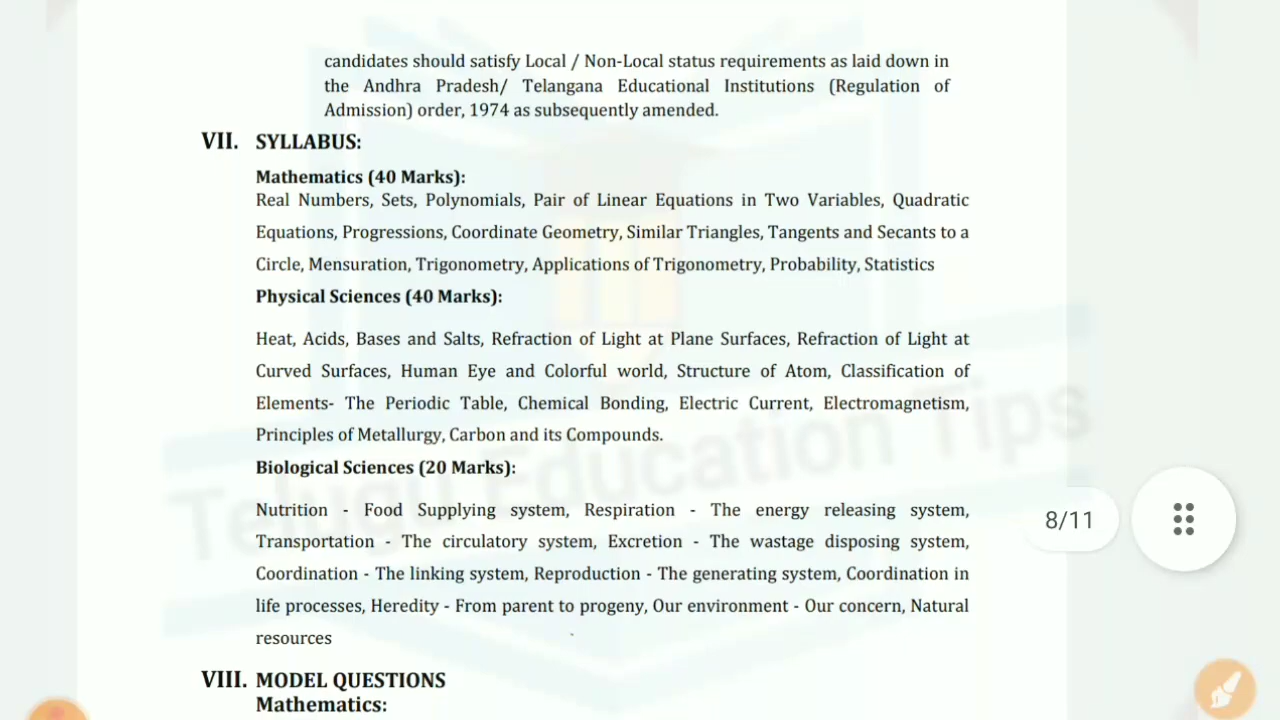 candidates should satisfy Local / Non-Local status requirements as laid down in
the Andhra Pradesh/ Telangana Educational Institutions (Regulation of
Admission) order, 1974 as subsequently amended.
VII. SYLLABUS:
Mathematics (40 Marks):
Real Numbers, Sets, Polynomials, Pair of Linear Equations in Two Variables, Quadratic
Equations, Progressions, Coordinate Geometry, Similar Triangles, Tangents and Secants to a
Circle, Mensuration, Trigonometry, Applications of Trigonometry, Probability, Statistics
Physical Sciences (40 Marks):
Heat, Acids, Bases and Salts, Refraction of Light at Plane Surfaces, Refraction of Light at
Curved Surfaces, Human Eye and Colorful world, Structure of Atom, Classification of
Elements- The Periodic Table, Chemical Bonding, Electric Current, Electromagnetism,
Principles of Metallurgy, Carbon and its Compounds.
Biological Sciences (20 Marks):
Nutrition - Food Supplying system, Respiration - The energy releasing system,
Transportation - The circulatory system, Excretion - The wastage disposing system,
Coordination - The linking system, Reproduction - The generating system, Coordination in
life processes, Heredity - From parent to progeny, Our environment - Our concern, Natural
resources
VIII. MODEL QUESTIONS
Mathematics:
8/11
Telugu Education Tips